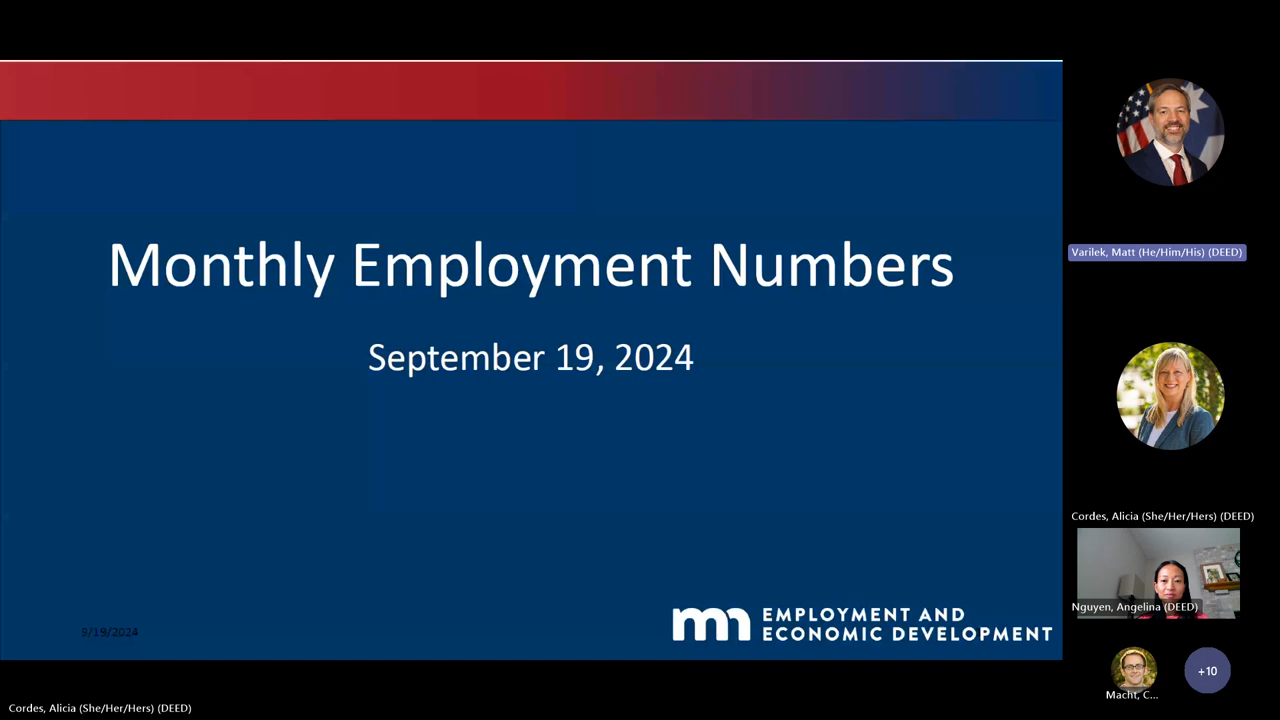 Monthly Employment Numbers
September 19, 2024
9/19/2024
mn EMPLOYMENT AND
ECONOMIC DEVELOPMENT
Varilek, Matt (He/Him/His) (DEED)
Cordes, Alicia (She/Her/Hers) (DEED)
Nguyen, Angelina (DEED)
Macht, C...
+10
Cordes, Alicia (She/Her/Hers) (DEED)